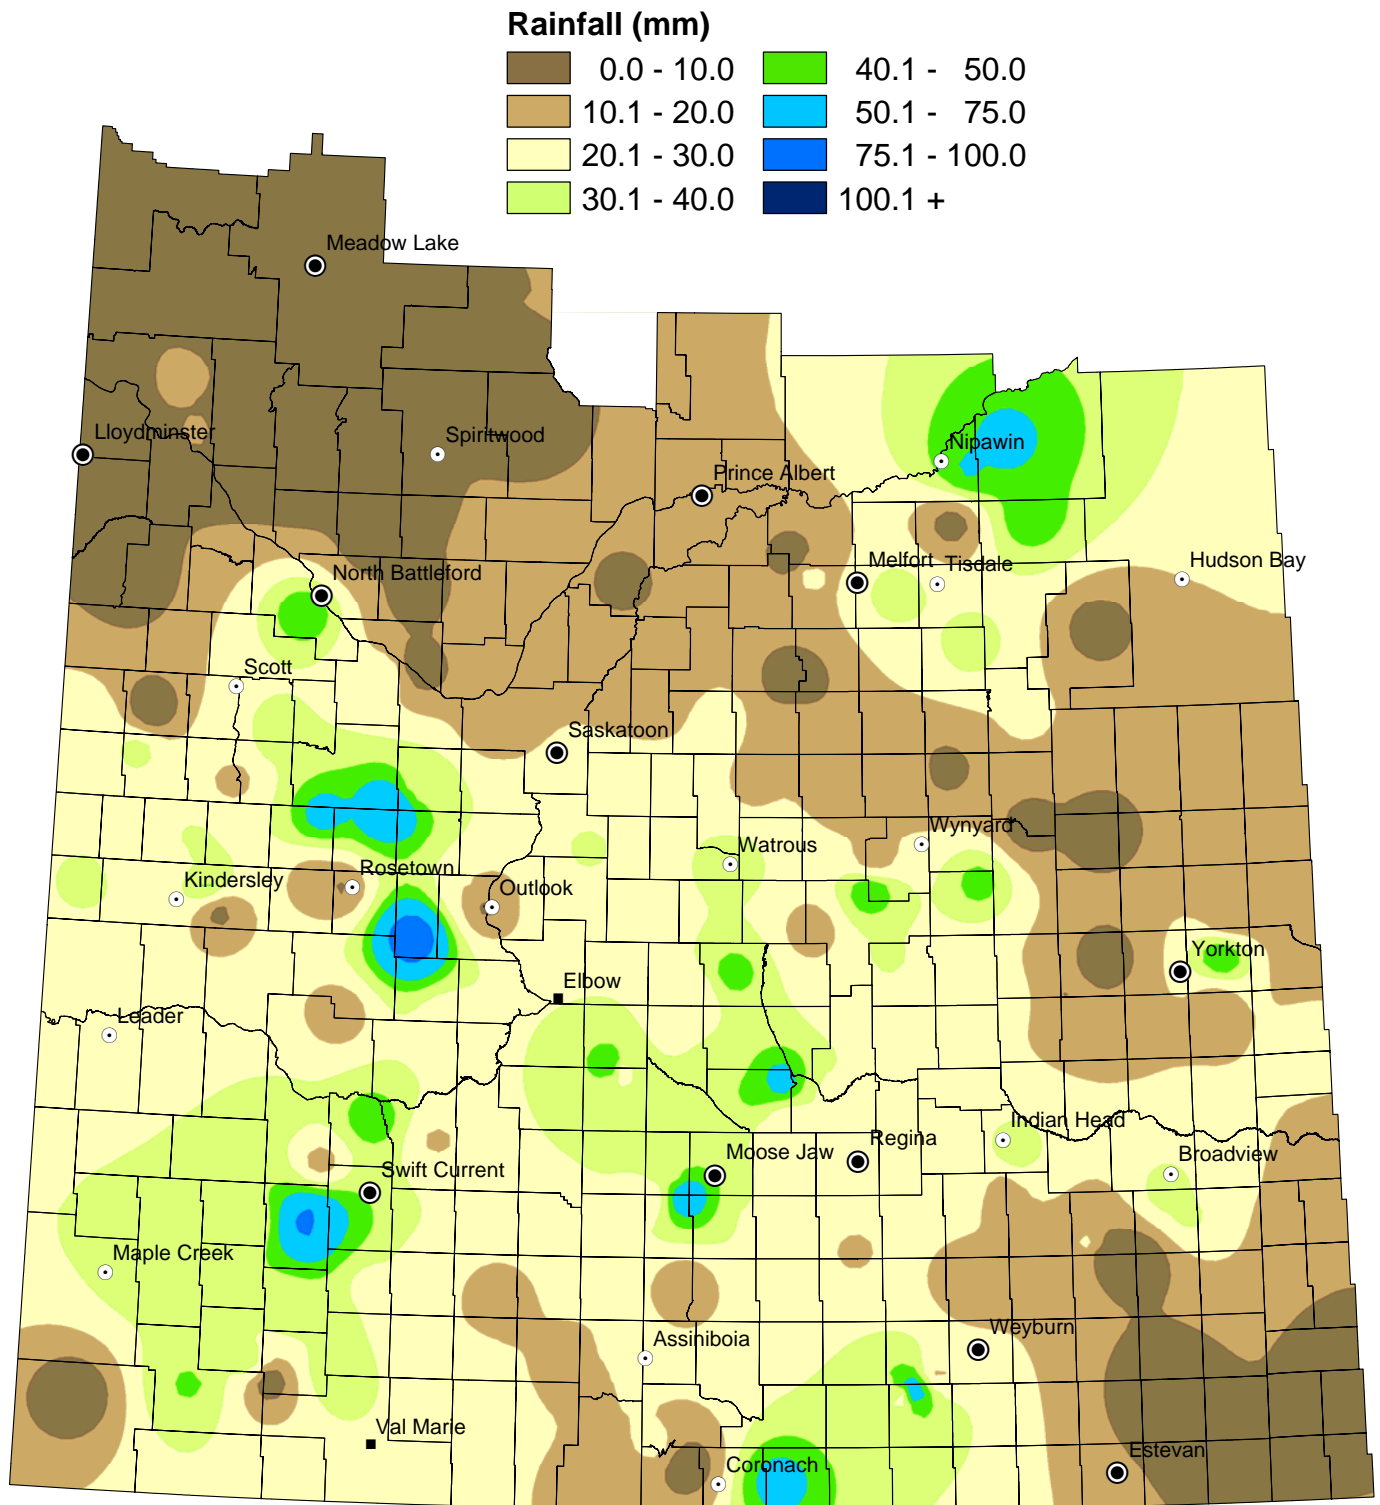 Rainfall (mm)
0.0 - 10.0 40.1 - 50.0
10.1 - 20.0 50.1 - 75.0
20.1 - 30.0 75.1 - 100.0
30.1 - 40.0 100.1 +
Meadow Lake
Lloydminster
Spiritwood
Nipawin
Prince Albert
Melfort
Tisdale
Hudson Bay
North Battleford
Scott
Saskatoon
Wynyard
Watrous
Rosetown
Kindersley
Outlook
Yorkton
Elbow
Leader
Indian Head
Regina
Moose Jaw
Broadview
Swift Current
Maple Creek
Weyburn
Assiniboia
Val Marie
Estevan
Coronach